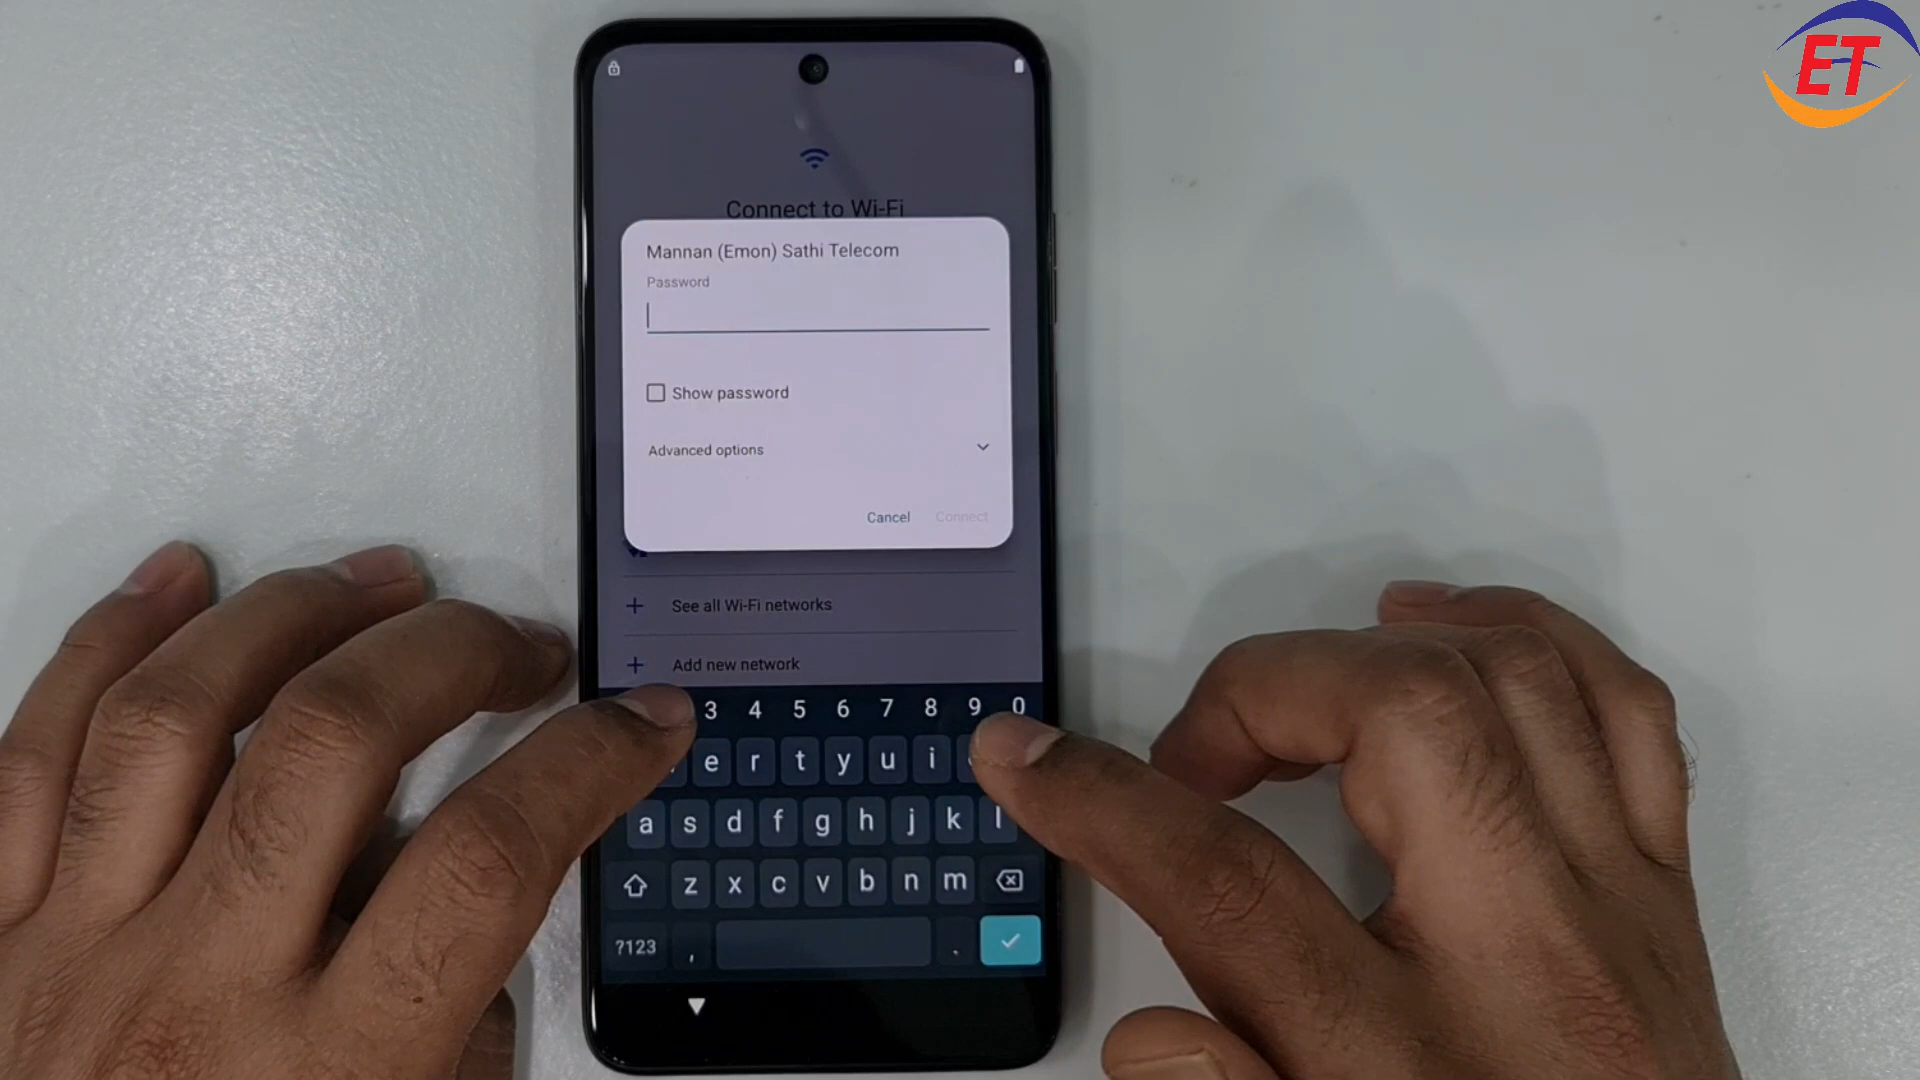 ET
Connect to Wi-Fi
Mannan (Emon) Sathi Telecom
Password
Show password
Advanced options
Cancel Connect
See all Wi-Fi networks
Add new network
3 4 5 6 7 8 9 0
e r t y u i
a s d f g h j k l
z x c v b n m
?123 , .